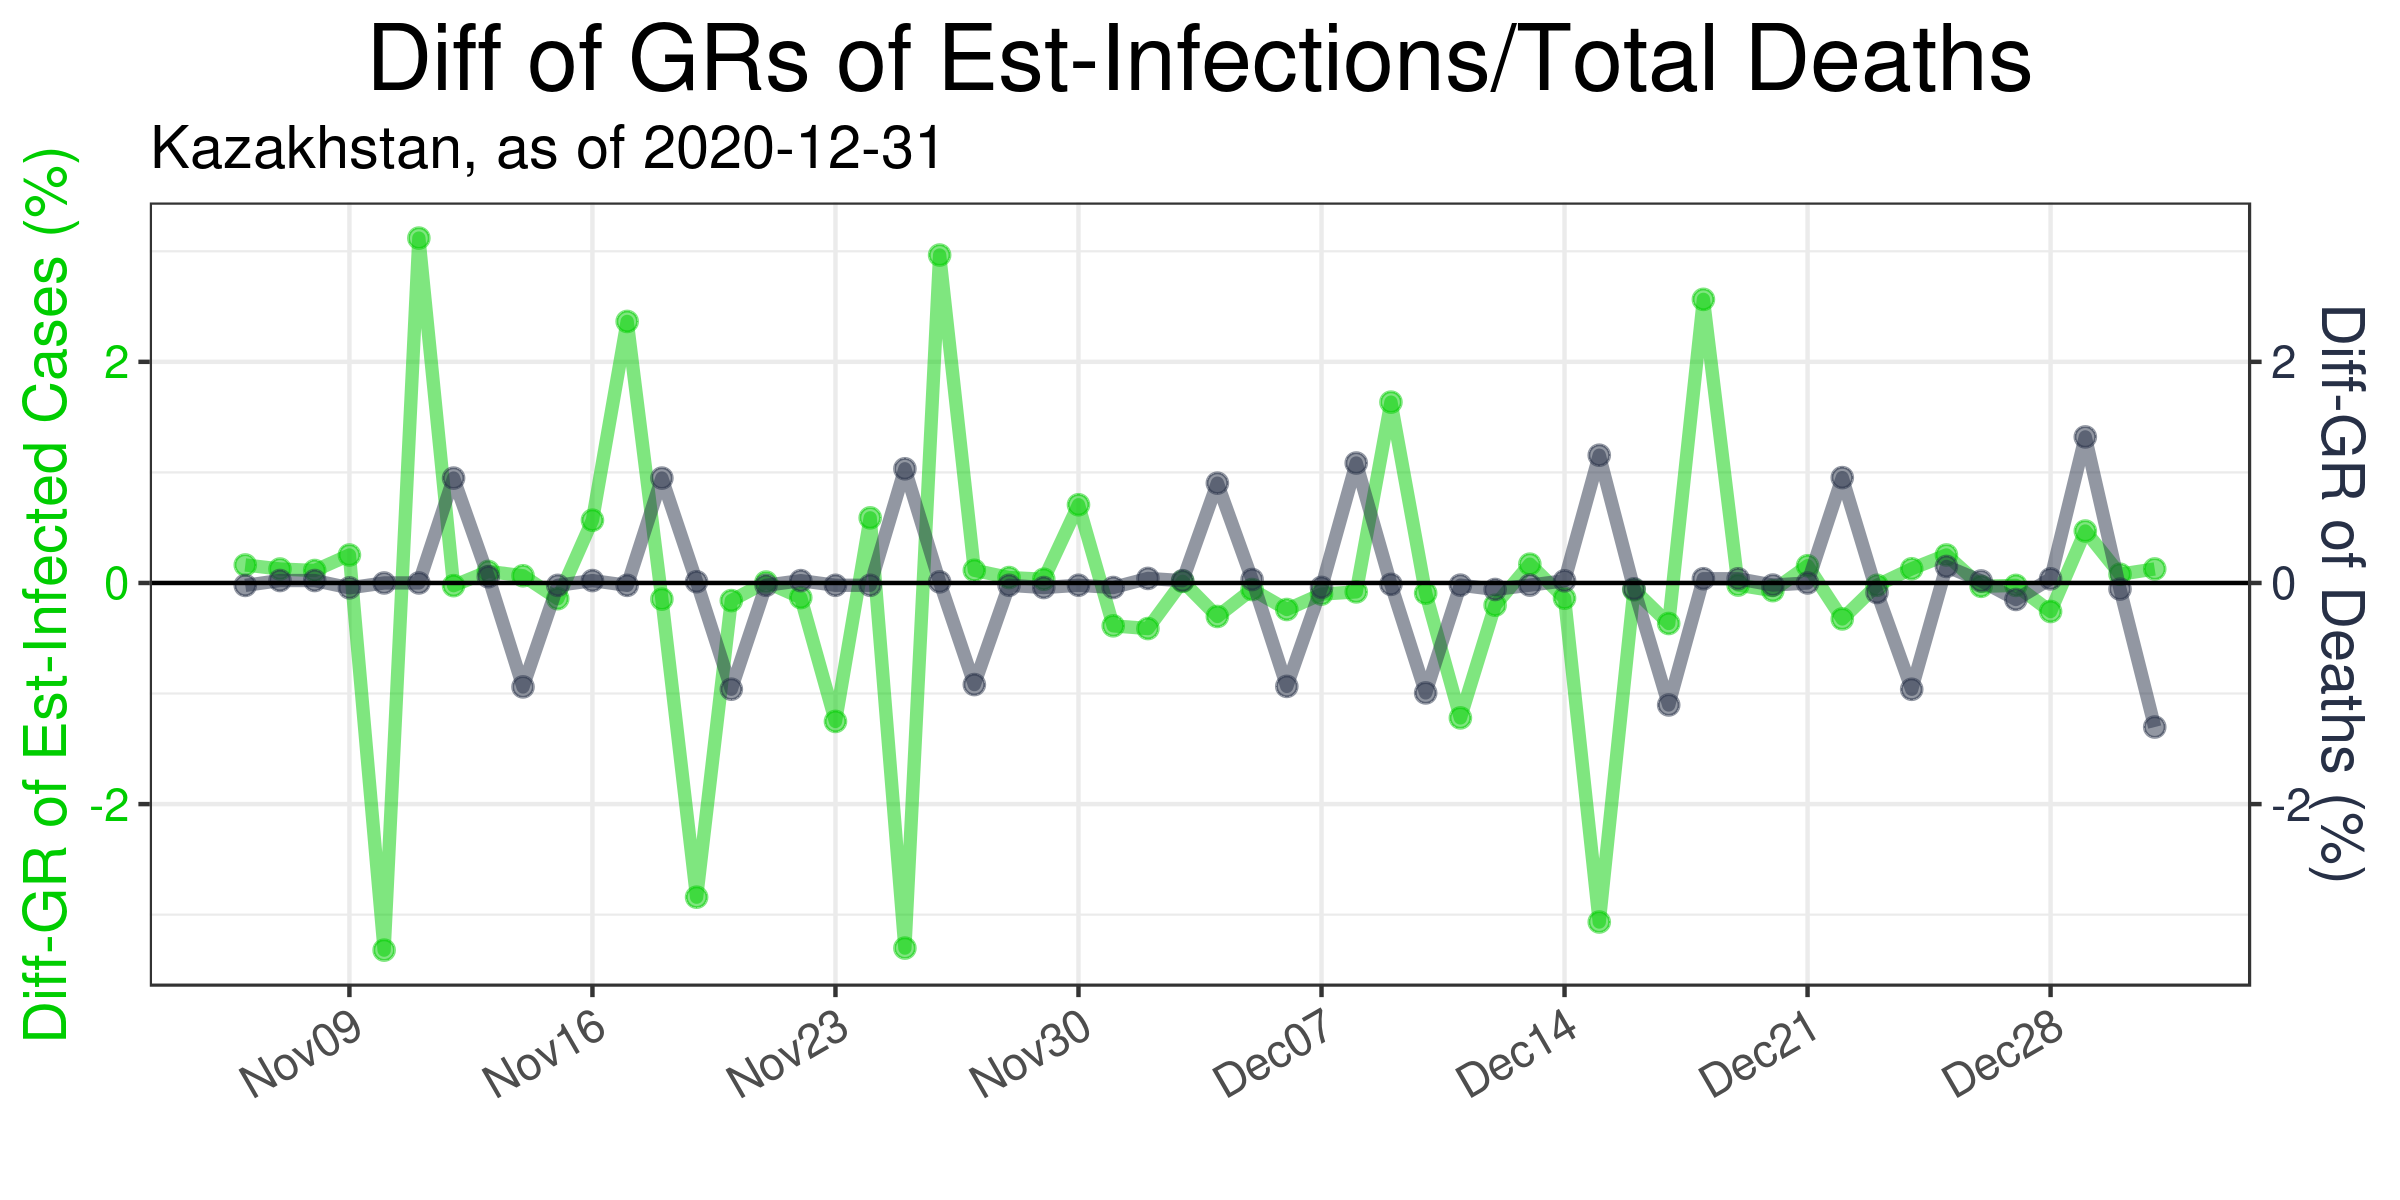 Diff of GRs of Est-Infections/Total Deaths
Kazakhstan, as of 2020-12-31
Diff-GR of Est-Infected Cases (%)
2
0
-2
2
0
-2
Diff-GR of Deaths (%)
Nov09
Nov16
Nov23
Nov30
Dec07
Dec14
Dec21
Dec28